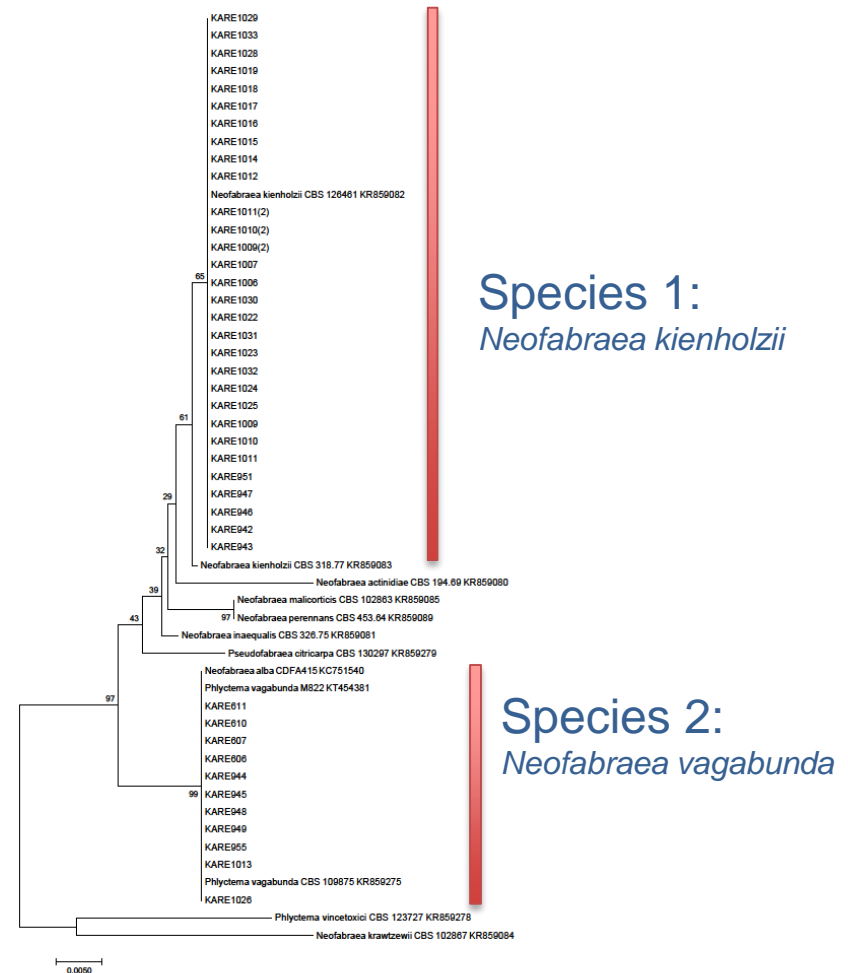 KARE1029
KARE1033
KARE1028
KARE1019
KARE1018
KARE1017
KARE1016
KARE1015
KARE1014
KARE1012
Neofabraea kienholzii CBS 126461 KR859082
KARE1011(2)
KARE1010(2)
KARE1009(2)
KARE1007
65
KARE1006
KARE1030
KARE1022
KARE1031
KARE1023
KARE1032
KARE1024
KARE1025
61
KARE1009
KARE1010
KARE1011
KARE951
29
KARE947
KARE946
KARE942
KARE943
32
Neofabraea kienholzii CBS 318.77 KR859083
Neofabraea actinidiae CBS 194.69 KR859080
39
Neofabraea malicorticis CBS 102863 KR859085
97
Neofabraea perennans CBS 453.64 KR859089
43
Neofabraea inaequalis CBS 326.75 KR859081
Pseudofabraea citricarpa CBS 130297 KR859279
Neofabraea alba CDFA415 KC751540
Phlyctema vagabunda M822 KT454381
97
KARE611
KARE610
KARE607
KARE606
KARE944
99
KARE945
KARE948
KARE949
KARE955
KARE1013
Phlyctema vagabunda CBS 109875 KR859275
KARE1026
Phlyctema vincetoxici CBS 123727 KR859278
Neofabraea krawtzewii CBS 102867 KR859084
0.0050
Species 1:
Neofabraea kienholzii
Species 2:
Neofabraea vagabunda